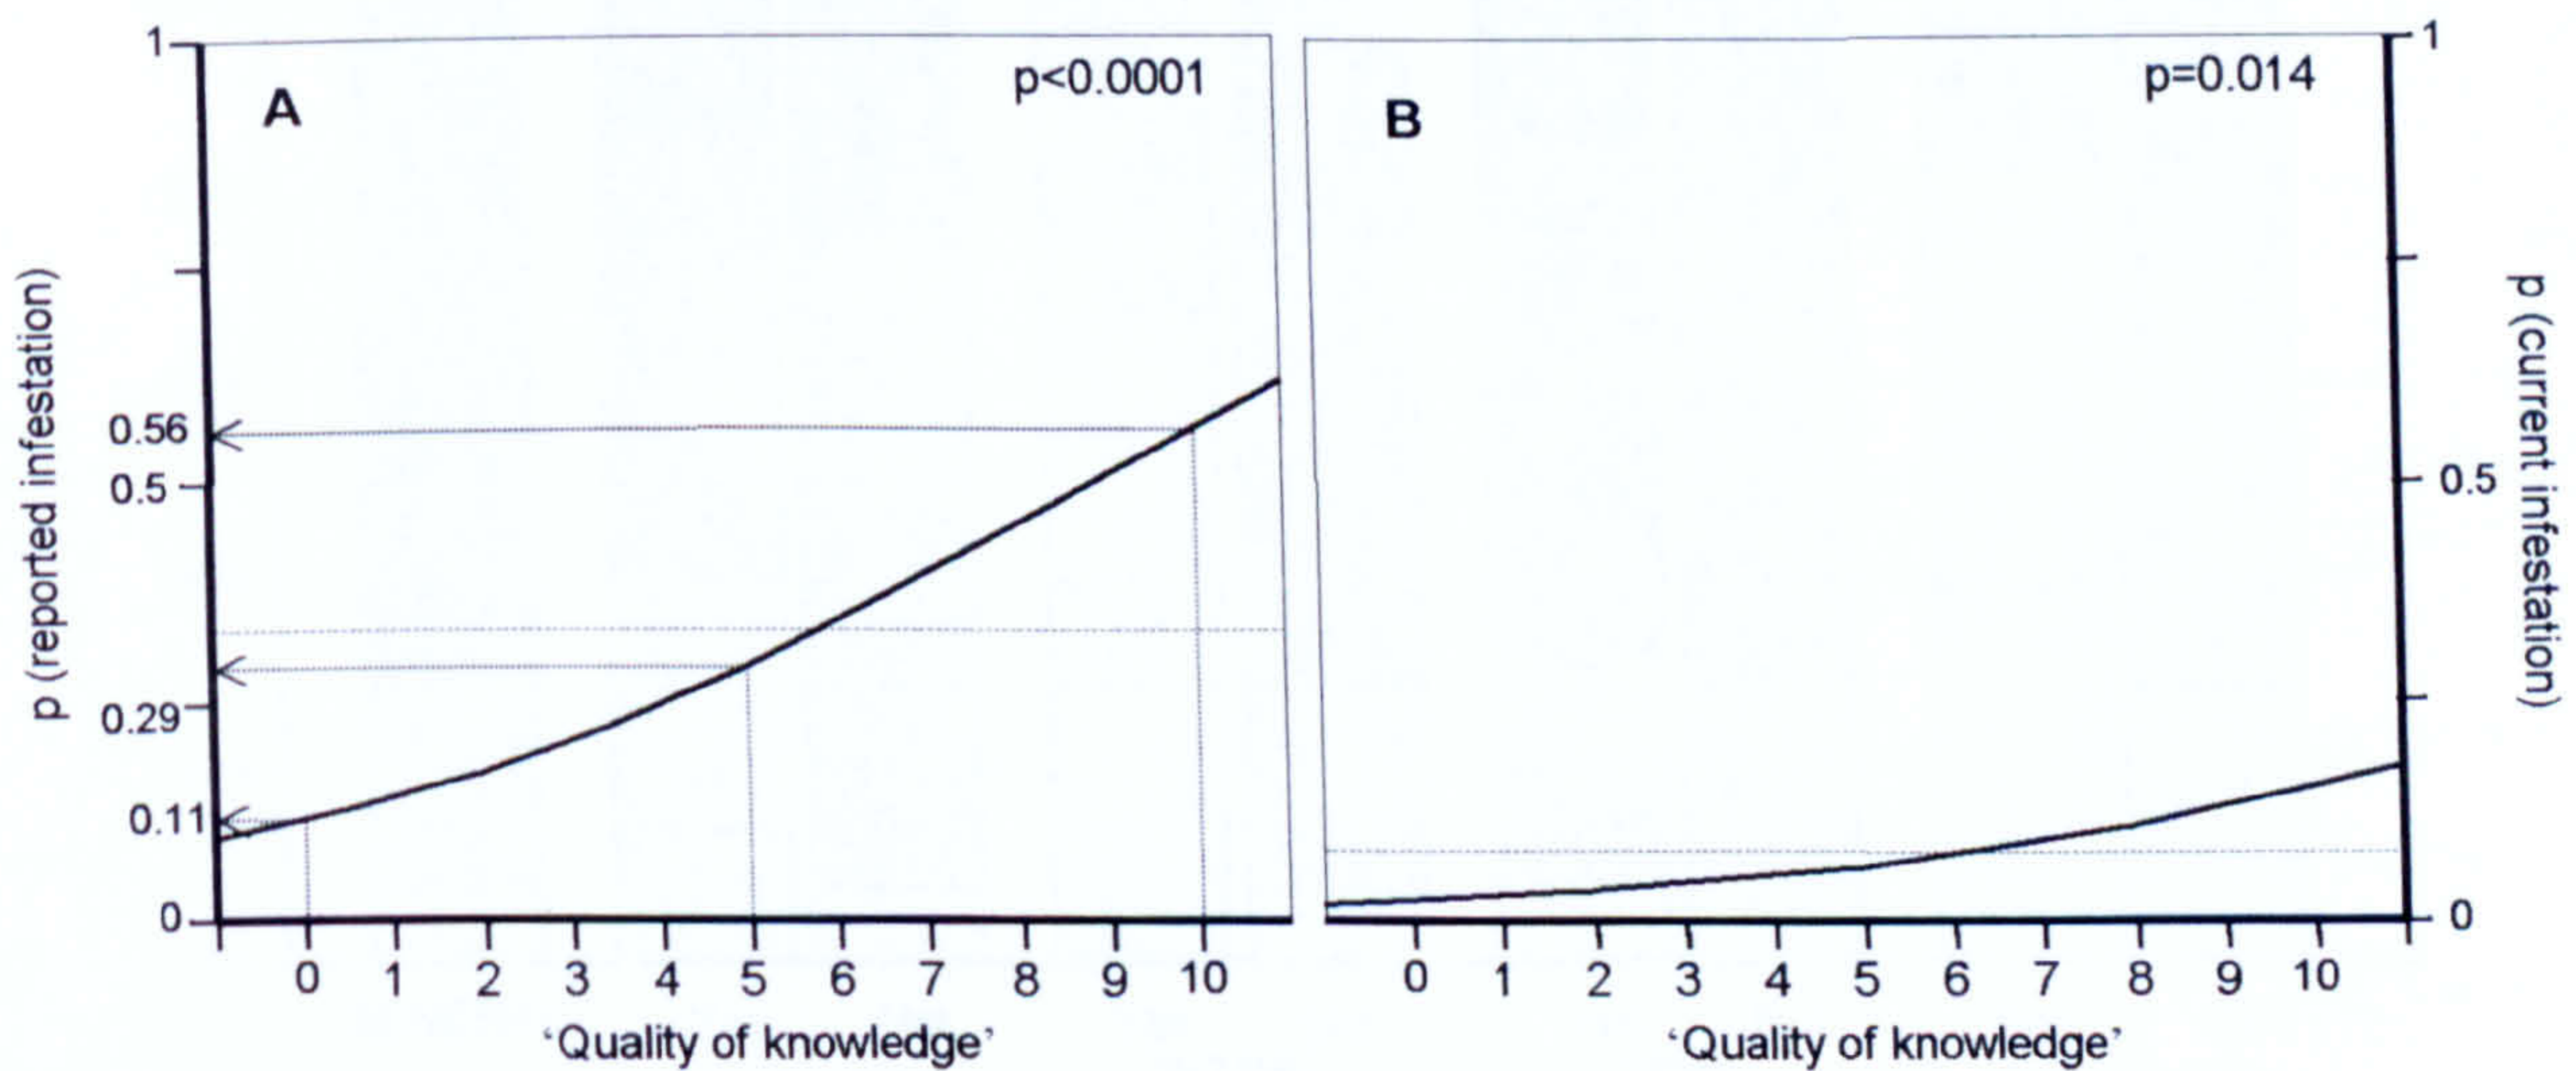 1
A
p<0.0001
p (reported infestation)
0.56
0.5
0.29
0.11
0
0 1 2 3 4 5 6 7 8 9 10
‘Quality of knowledge’
B
p=0.014
1
0.5
0
p (current infestation)
0 1 2 3 4 5 6 7 8 9 10
‘Quality of knowledge’